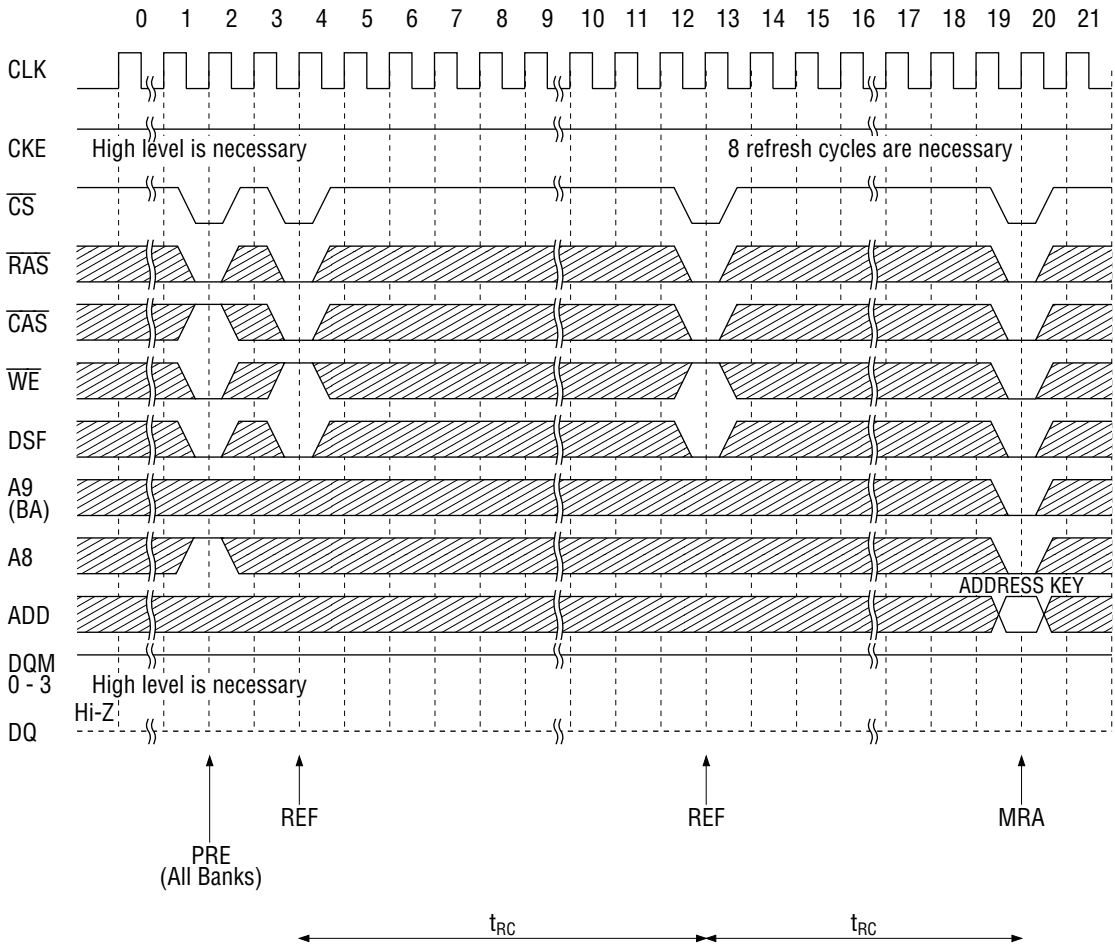 0 1 2 3 4 5 6 7 8 9 10 11 12 13 14 15 16 17 18 19 20 21
CLK
CKE High level is necessary 8 refresh cycles are necessary
CS
RAS
CAS
WE
DSF
A9
(BA)
A8
ADDRESS KEY
ADD
DQM
0 - 3 High level is necessary
Hi-Z
DQ
REF REF MRA
PRE
(All Banks)
tRC tRC